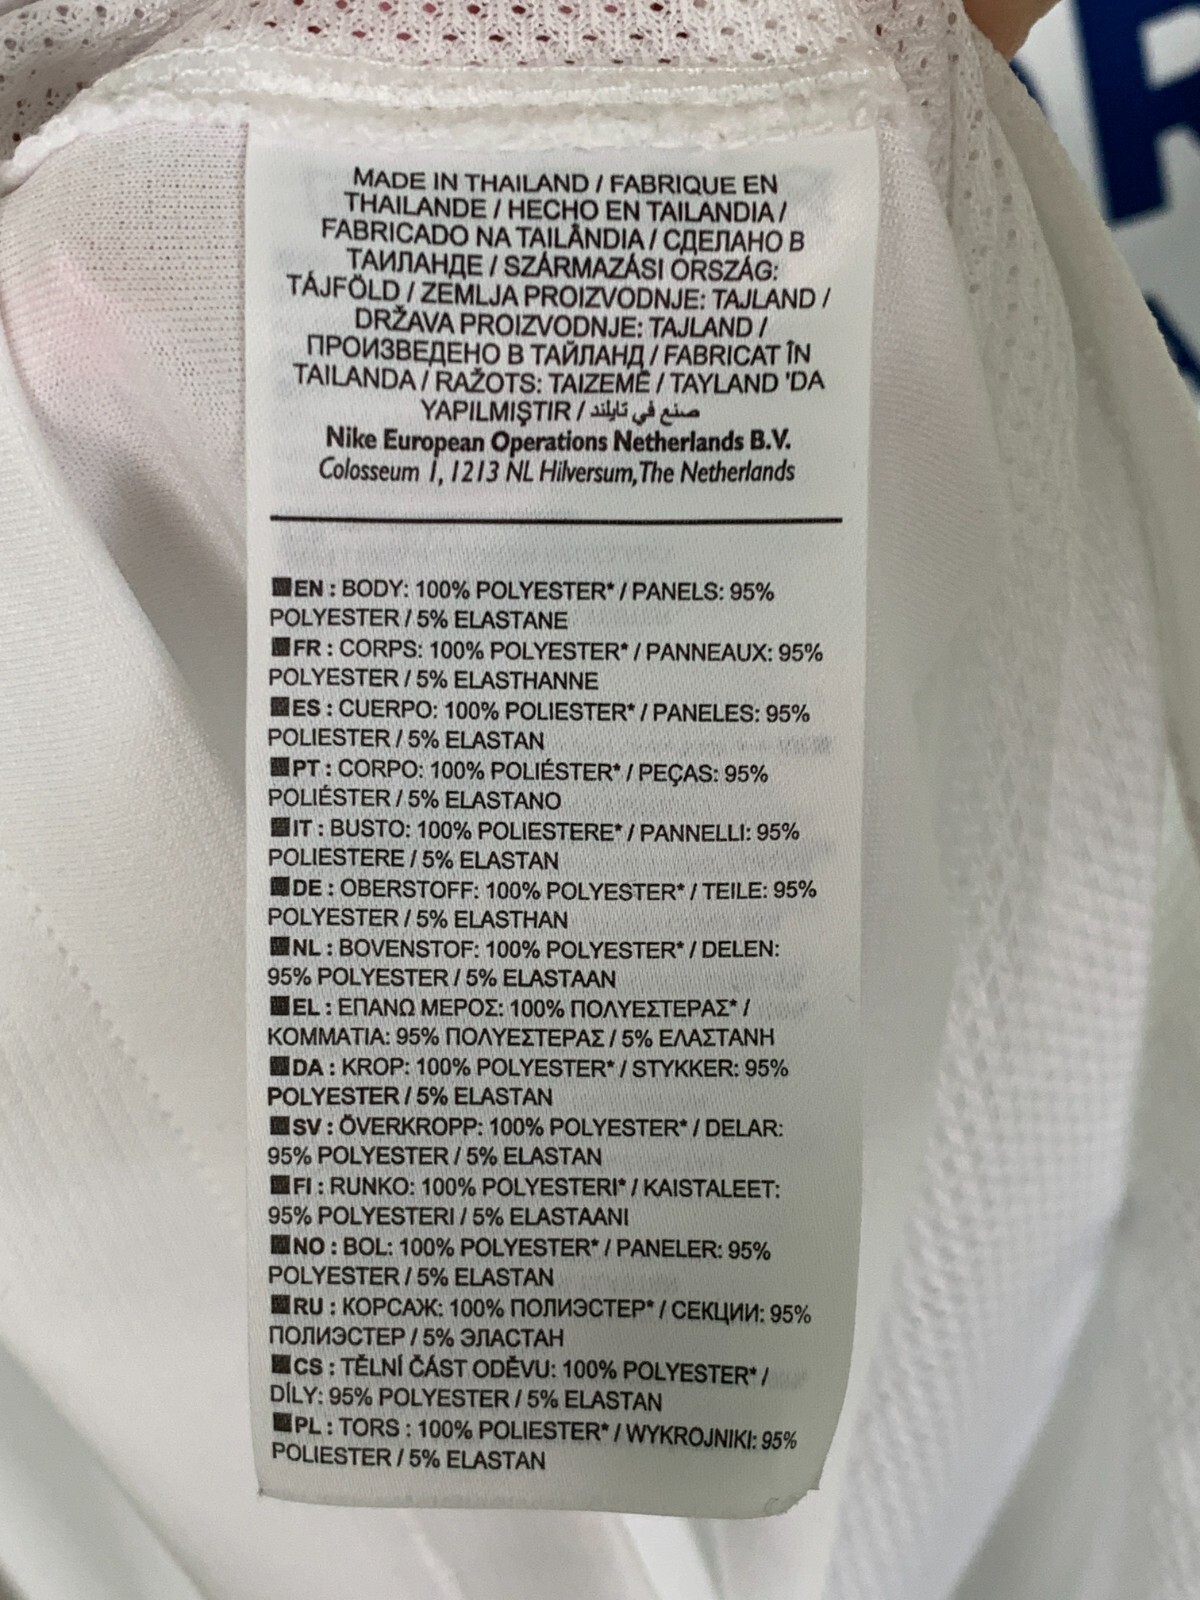 MADE IN THAILAND / FABRIQUE EN
THAILANDE / HECHO EN TAILANDIA /
FABRICADO NA TAILÂNDIA / СДЕЛАНО В
ТАИЛАНДЕ / SZÁRMAZÁSI ORSZÁG:
TÁJFÖLD / ZEMLJA PROIZVODNJE: TAJLAND /
DRŽAVA PROIZVODNJE: TAJLAND /
ПРОИЗВЕДЕНО В ТАЙЛАНД / FABRICAT ÎN
TAILANDA / RAŽOTS: TAIZEMĒ / TAYLAND 'DA
YAPILMIŞTIR / صنع في تايلند
Nike European Operations Netherlands B.V.
Colosseum 1, 1213 NL Hilversum, The Netherlands
EN : BODY: 100% POLYESTER* / PANELS: 95%
POLYESTER / 5% ELASTANE
FR : CORPS: 100% POLYESTER* / PANNEAUX: 95%
POLYESTER / 5% ELASTHANNE
ES : CUERPO: 100% POLIESTER* / PANELES: 95%
POLIESTER / 5% ELASTAN
PT : CORPO: 100% POLIÉSTER* / PEÇAS: 95%
POLIÉSTER / 5% ELASTANO
IT : BUSTO: 100% POLIESTERE* / PANNELLI: 95%
POLIESTERE / 5% ELASTAN
DE : OBERSTOFF: 100% POLYESTER* / TEILE: 95%
POLYESTER / 5% ELASTHAN
NL : BOVENSTOF: 100% POLYESTER* / DELEN:
95% POLYESTER / 5% ELASTAAN
EL : ΕΠΑΝΩ ΜΕΡΟΣ: 100% ΠΟΛΥΕΣΤΕΡΑΣ* /
ΚΟΜΜΑΤΙΑ: 95% ΠΟΛΥΕΣΤΕΡΑΣ / 5% ΕΛΑΣΤΑΝΗ
DA : KROP: 100% POLYESTER* / STYKKER: 95%
POLYESTER / 5% ELASTAN
SV : ÖVERKROPP: 100% POLYESTER* / DELAR:
95% POLYESTER / 5% ELASTAN
FI : RUNKO: 100% POLYESTERI* / KAISTALEET:
95% POLYESTERI / 5% ELASTAANI
NO : BOL: 100% POLYESTER* / PANELER: 95%
POLYESTER / 5% ELASTAN
RU : КОРСАЖ: 100% ПОЛИЭСТЕР* / СЕКЦИИ: 95%
ПОЛИЭСТЕР / 5% ЭЛАСТАН
CS : TĚLNÍ ČÁST ODĚVU: 100% POLYESTER* /
DÍLY: 95% POLYESTER / 5% ELASTAN
PL : TORS : 100% POLIESTER* / WYKROJNIKI: 95%
POLIESTER / 5% ELASTAN